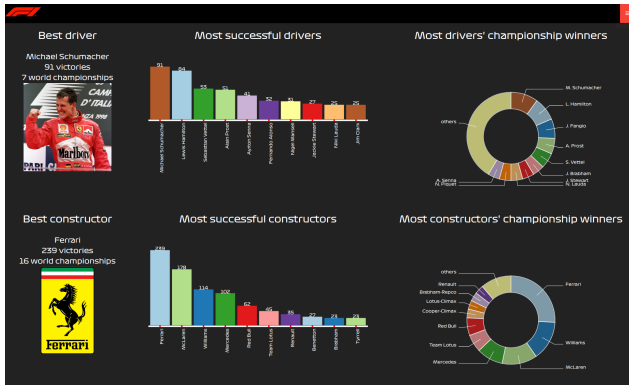 F1
Best driver
Most successful drivers
Most drivers' championship winners
Michael Schumacher
91 victories
7 world championships
Marlboro
91
84
53
51
41
32
31
27
25
25
Michael Schumacher
Lewis Hamilton
Sebastian Vettel
Alain Prost
Ayrton Senna
Fernando Alonso
Nigel Mansell
Jackie Stewart
Niki Lauda
Jim Clark
M. Schumacher
L. Hamilton
J. Fangio
A. Prost
S. Vettel
J. Brabham
J. Stewart
N. Lauda
A. Senna
N. Piquet
others
Best constructor
Most successful constructors
Most constructors' championship winners
Ferrari
239 victories
16 world championships
Ferrari
239
178
114
102
62
45
35
27
23
23
Ferrari
McLaren
Williams
Mercedes
Red Bull
Team Lotus
Renault
Benetton
Brabham
Tyrrell
others
Renault
Brabham-Repco
Lotus-Climax
Cooper-Climax
Red Bull
Team Lotus
Mercedes
Ferrari
Williams
McLaren